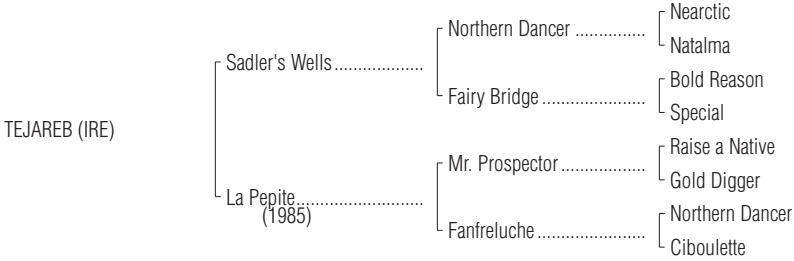 Nearctic
Northern Dancer ...............
Natalma
Sadler's Wells...................
Bold Reason
Fairy Bridge ......................
Special
TEJAREB (IRE)
Raise a Native
Mr. Prospector ..................
Gold Digger
La Pepite...........................
(1985)
Northern Dancer
Fanfreluche .......................
Ciboulette